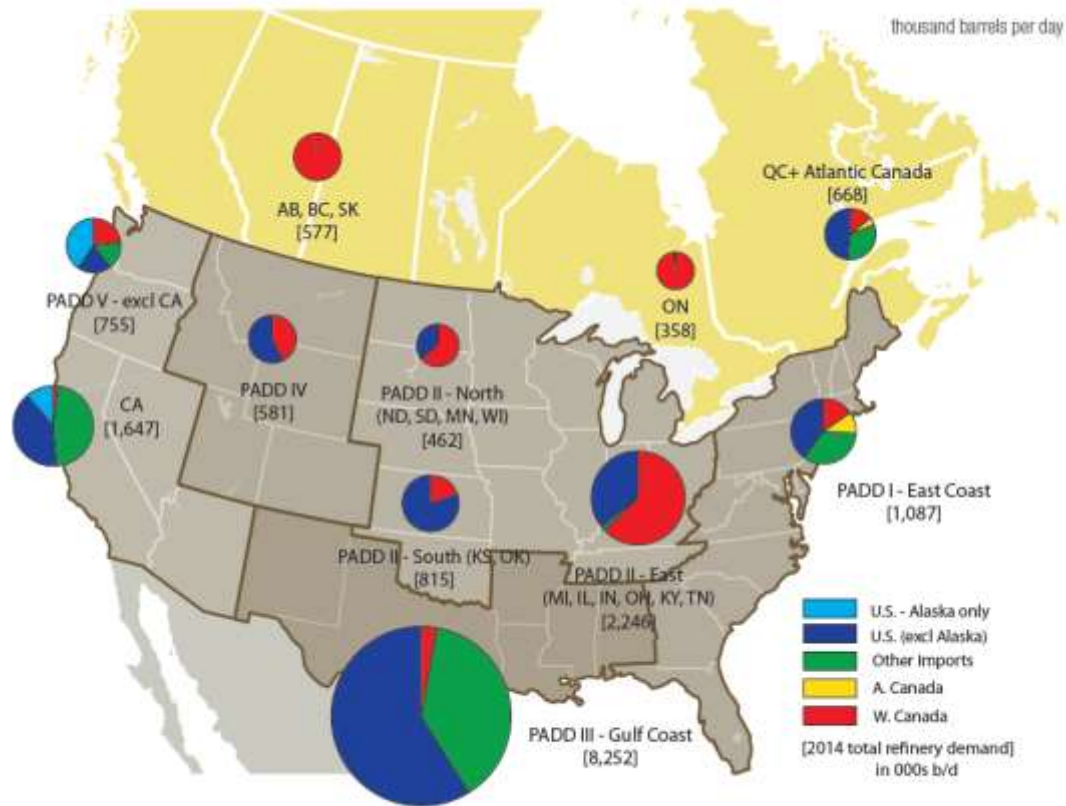 thousand barrels per day
QC+ Atlantic Canada
[668]
AB, BC, SK
[577]
ON
[358]
PADD V - excl CA
[755]
PADD IV
[581]
PADD II - North
(ND, SD, MN, WI)
[462]
CA
[1,647]
PADD I - East Coast
[1,087]
PADD II - South (KS, OK)
[815]
PADD II - East
(MI, IL, IN, OH, KY, TN)
[2,246]
PADD III - Gulf Coast
[8,252]
U.S. - Alaska only
U.S. (excl Alaska)
Other Imports
A. Canada
W. Canada
[2014 total refinery demand]
in 000s b/d